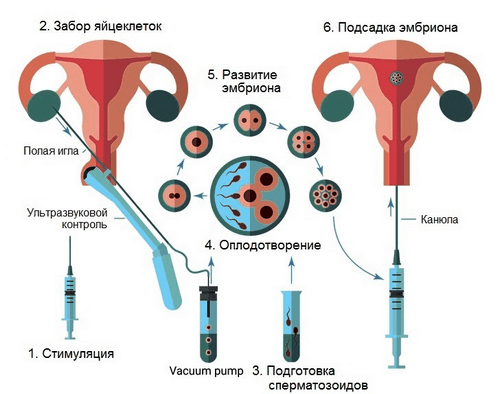 2. Забор яйцеклеток
6. Подсадка эмбриона
5. Развитие
эмбриона
Полая игла
Ультразвуковой
контроль
Канюла
4. Оплодотворение
1. Стимуляция
Vacuum pump
3. Подготовка
сперматозоидов